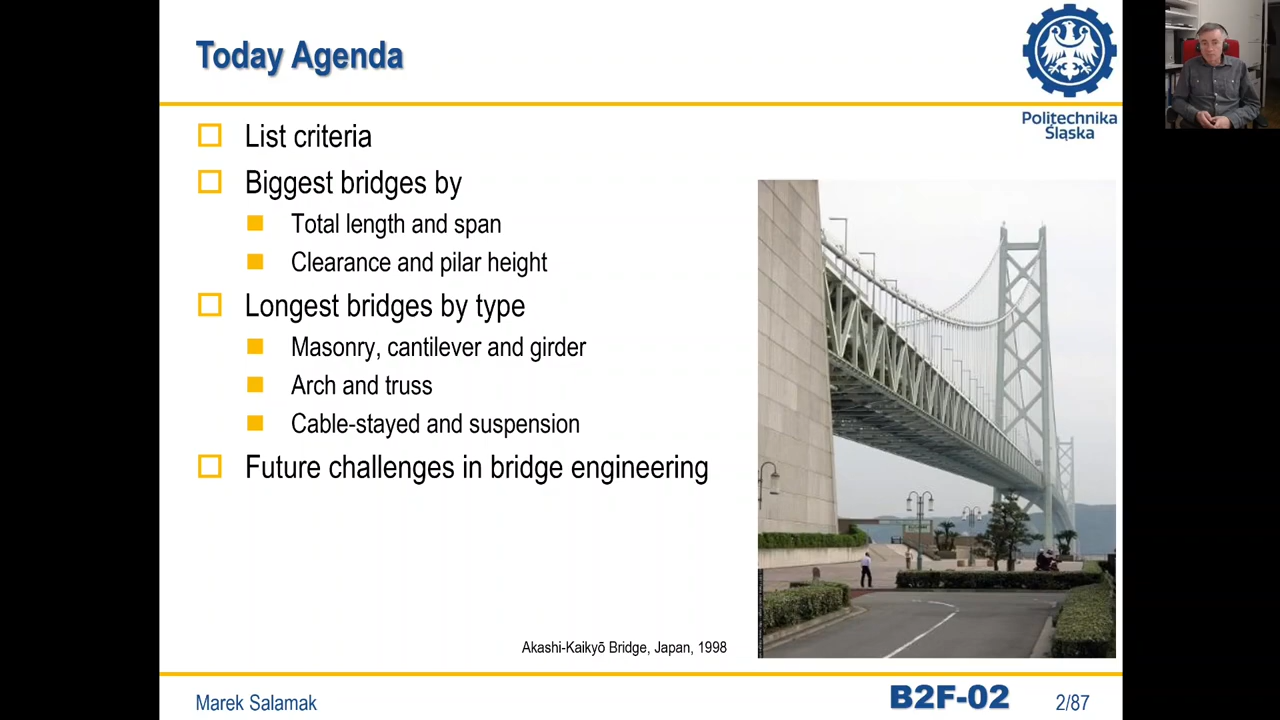 Today Agenda
Politechnika
Śląska
List criteria
Biggest bridges by
Total length and span
Clearance and pilar height
Longest bridges by type
Masonry, cantilever and girder
Arch and truss
Cable-stayed and suspension
Future challenges in bridge engineering
Akashi-Kaikyō Bridge, Japan, 1998
Marek Salamak
B2F-02
2/87